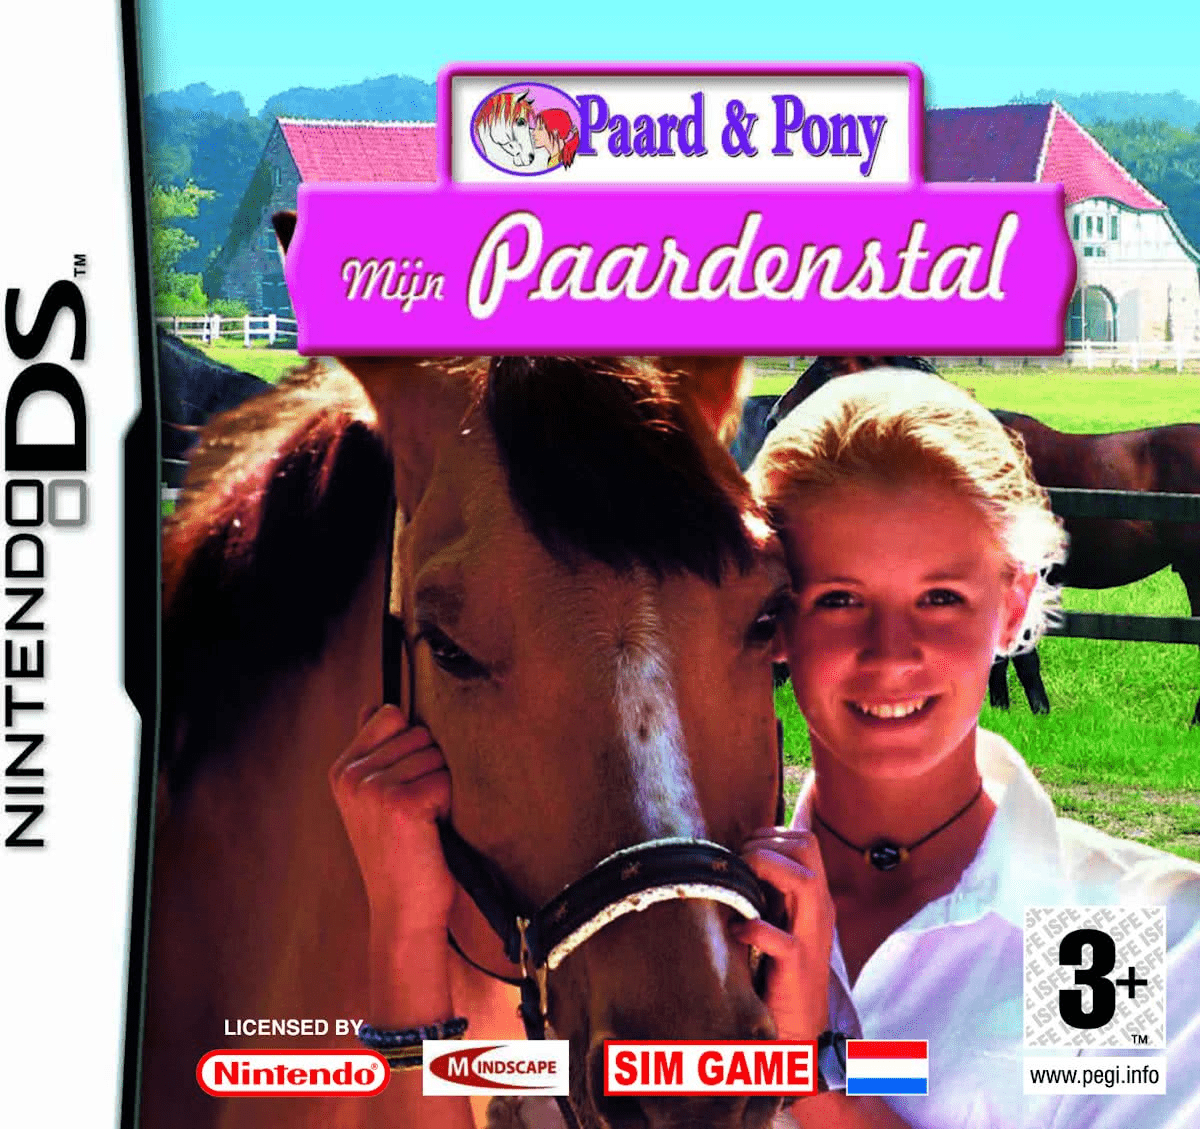 NINTENDO DS™
Paard & Pony
Mijn Paardenstal
LICENSED BY
Nintendo®
MINDSCAPE
SIM GAME
ISFE
3+
™
www.pegi.info